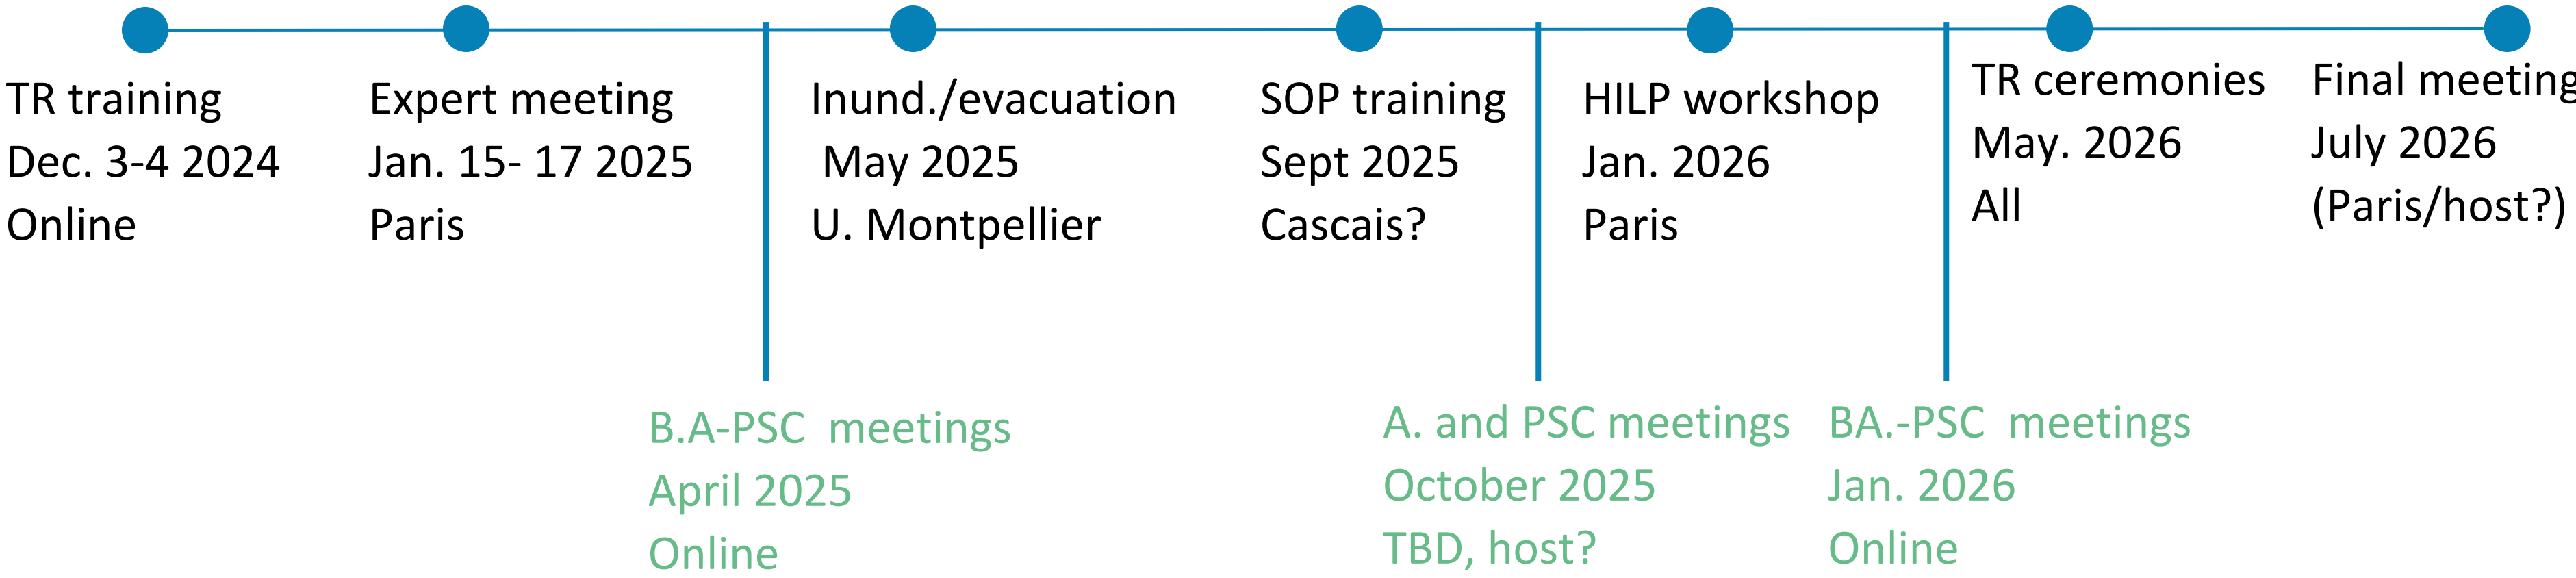 TR training
Dec. 3-4 2024
Online
Expert meeting
Jan. 15- 17 2025
Paris
Inund./evacuation
May 2025
U. Montpellier
SOP training
Sept 2025
Cascais?
HILP workshop
Jan. 2026
Paris
TR ceremonies
May. 2026
All
Final meeting
July 2026
(Paris/host?)
B.A-PSC meetings
April 2025
Online
A. and PSC meetings
October 2025
TBD, host?
BA.-PSC meetings
Jan. 2026
Online